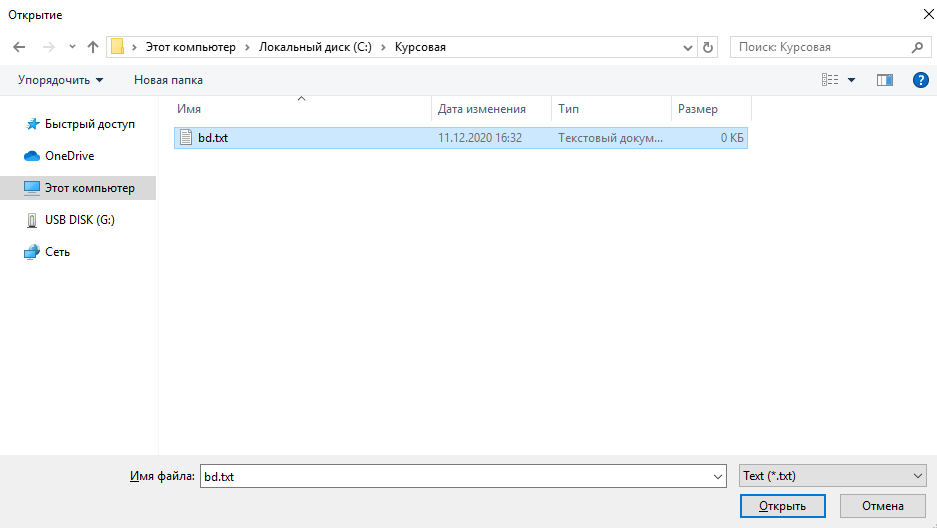 Открытие
Этот компьютер > Локальный диск (C:) > Курсовая
Поиск: Курсовая
Упорядочить
Новая папка
?
Имя
Дата изменения
Тип
Размер
Быстрый доступ
OneDrive
Этот компьютер
USB DISK (G:)
Сеть
bd.txt
11.12.2020 16:32
Текстовый докум...
0 КБ
Имя файла:
bd.txt
Text (*.txt)
Открыть
Отмена